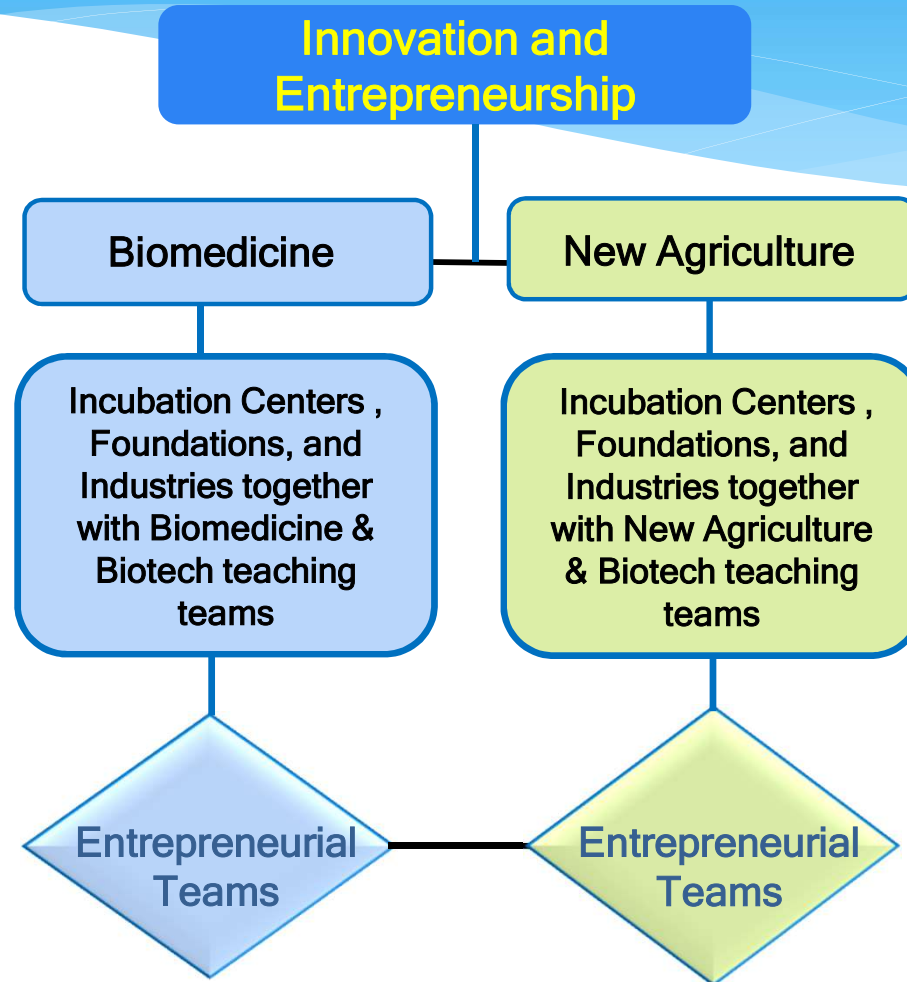 Innovation and
Entrepreneurship
Biomedicine
New Agriculture
Incubation Centers ,
Foundations, and
Industries together
with Biomedicine &
Biotech teaching
teams
Incubation Centers ,
Foundations, and
Industries together
with New Agriculture
& Biotech teaching
teams
Entrepreneurial
Teams
Entrepreneurial
Teams